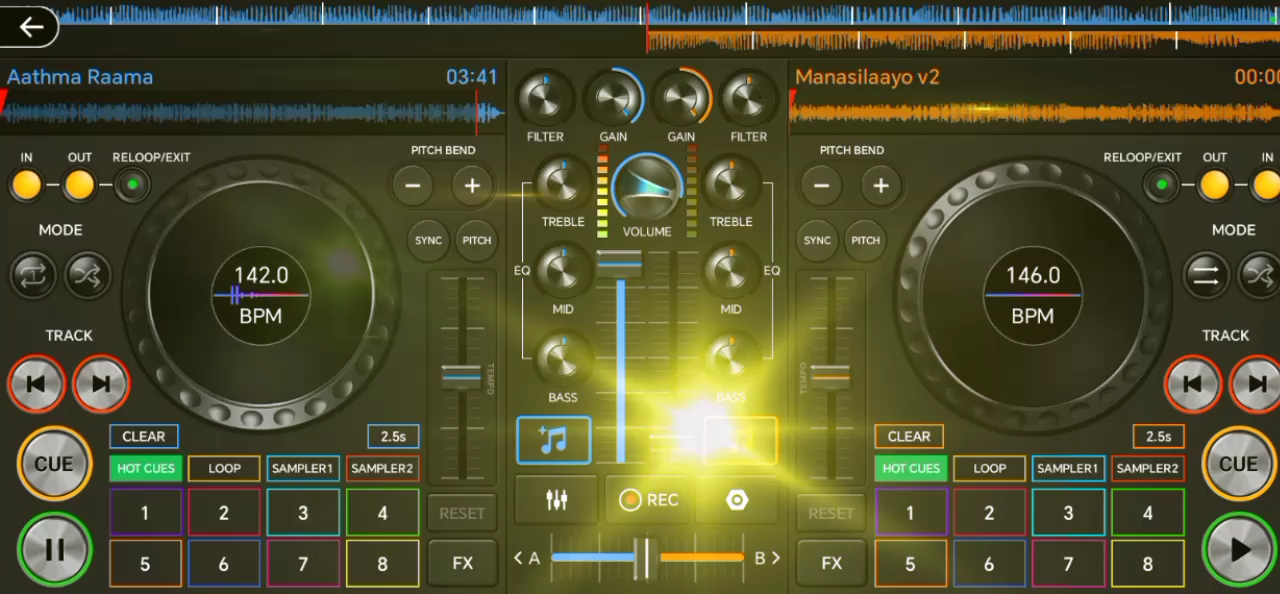 Aathma Raama 03:41
Manasilaayo v2 00:00
FILTER GAIN GAIN FILTER
IN OUT RELOOP/EXIT
PITCH BEND
− +
TREBLE VOLUME TREBLE
PITCH BEND
− +
RELOOP/EXIT OUT IN
MODE
SYNC PITCH
EQ EQ
SYNC PITCH
MODE
142.0
BPM
MID MID
146.0
BPM
TRACK
TEMPO
BASS BASS
TEMPO
TRACK
CLEAR 2.5s
CLEAR 2.5s
CUE
HOT CUES LOOP SAMPLER1 SAMPLER2
HOT CUES LOOP SAMPLER1 SAMPLER2
CUE
1 2 3 4
RESET
REC
RESET
1 2 3 4
5 6 7 8
FX
< A B >
FX
5 6 7 8